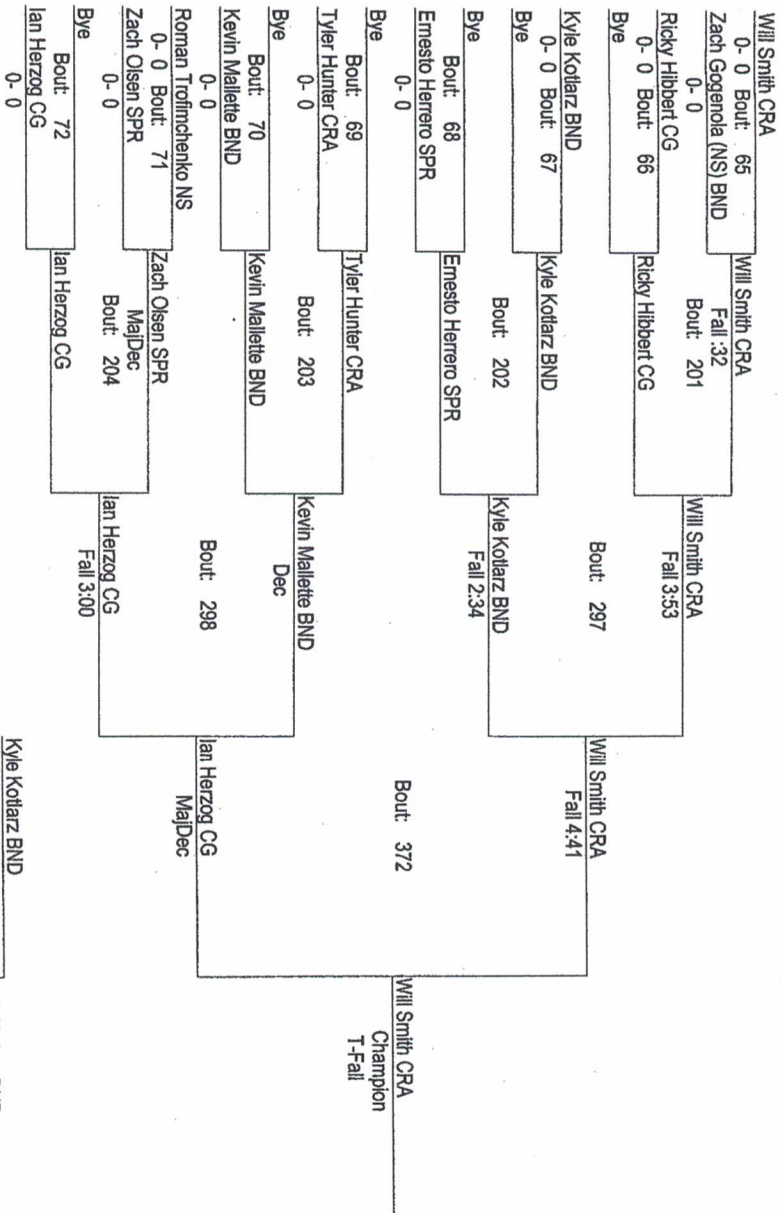 Will Smith CRA
0- 0 Bout: 65
Zach Gogenola (NS) BND
0- 0
Ricky Hibbert CG
0- 0 Bout: 66
Bye
Kyle Kotlarz BND
0- 0 Bout: 67
Bye
Bye
Bout: 68
Ernesto Herrero SPR
0- 0
Bye
Bout: 69
Tyler Hunter CRA
0- 0
Bye
Bout: 70
Kevin Mallette BND
0- 0
Roman Trofimchenko NS
0- 0 Bout: 71
Zach Olsen SPR
0- 0
Bye
Bout: 72
Ian Herzog CG
0- 0
Will Smith CRA
Fall :32
Bout: 201
Ricky Hibbert CG
Kyle Kotlarz BND
Bout: 202
Ernesto Herrero SPR
Tyler Hunter CRA
Bout: 203
Kevin Mallette BND
Zach Olsen SPR
MajDec
Bout: 204
Ian Herzog CG
Will Smith CRA
Fall 3:53
Bout: 297
Kyle Kotlarz BND
Fall 2:34
Kevin Mallette BND
Dec
Bout: 298
Ian Herzog CG
Fall 3:00
Will Smith CRA
Fall 4:41
Bout: 372
Ian Herzog CG
MajDec
Will Smith CRA
Champion
T-Fall
Kyle Kotlarz BND